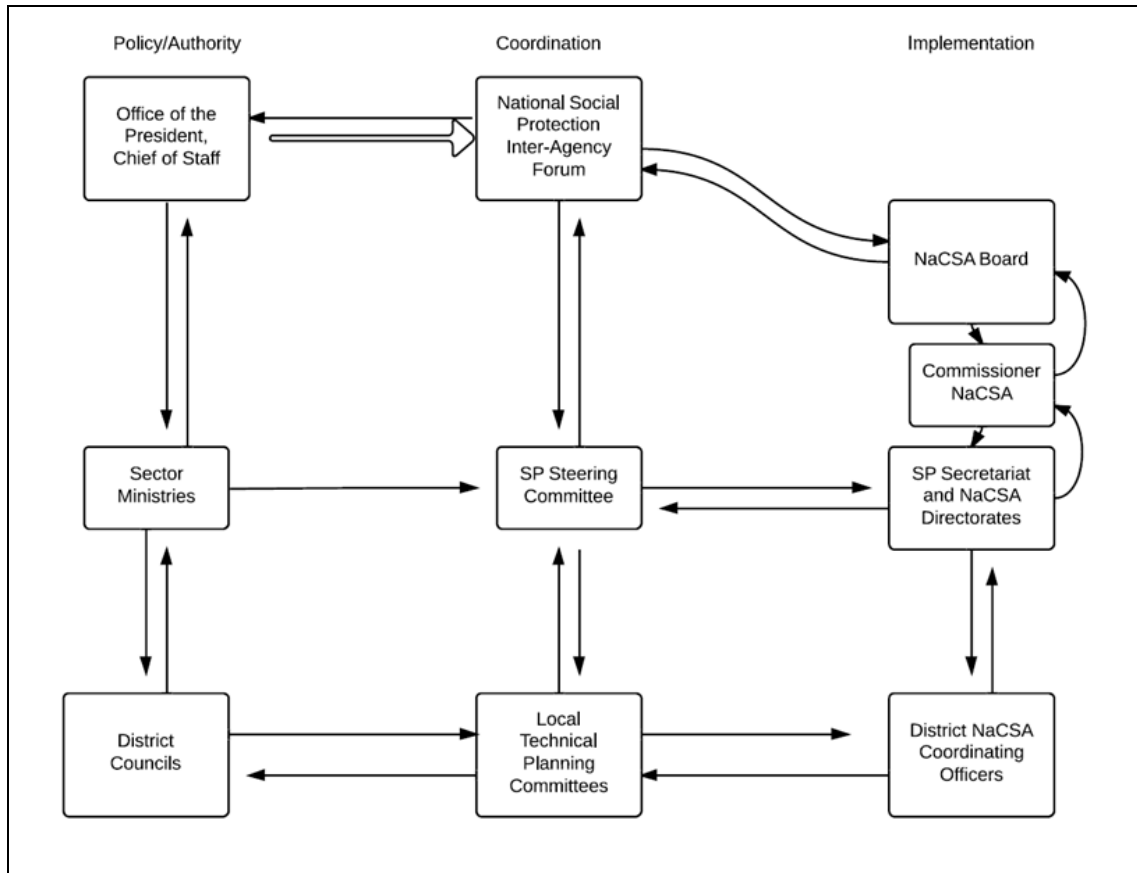 Policy/Authority
Coordination
Implementation
Office of the
President,
Chief of Staff
National Social
Protection
Inter-Agency
Forum
NaCSA Board
Commissioner
NaCSA
Sector
Ministries
SP Steering
Committee
SP Secretariat
and NaCSA
Directorates
District
Councils
Local
Technical
Planning
Committees
District NaCSA
Coordinating
Officers